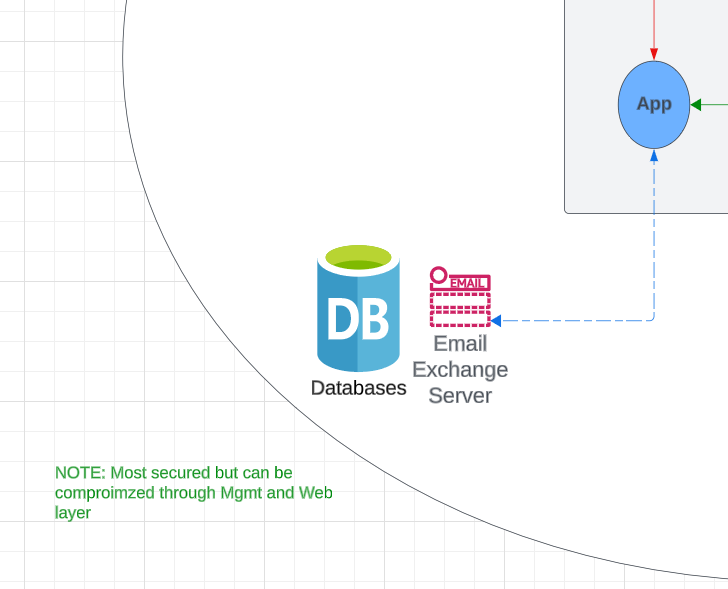 App
EMAIL
DB
Databases
Email
Exchange
Server
NOTE: Most secured but can be
comproimzed through Mgmt and Web
layer